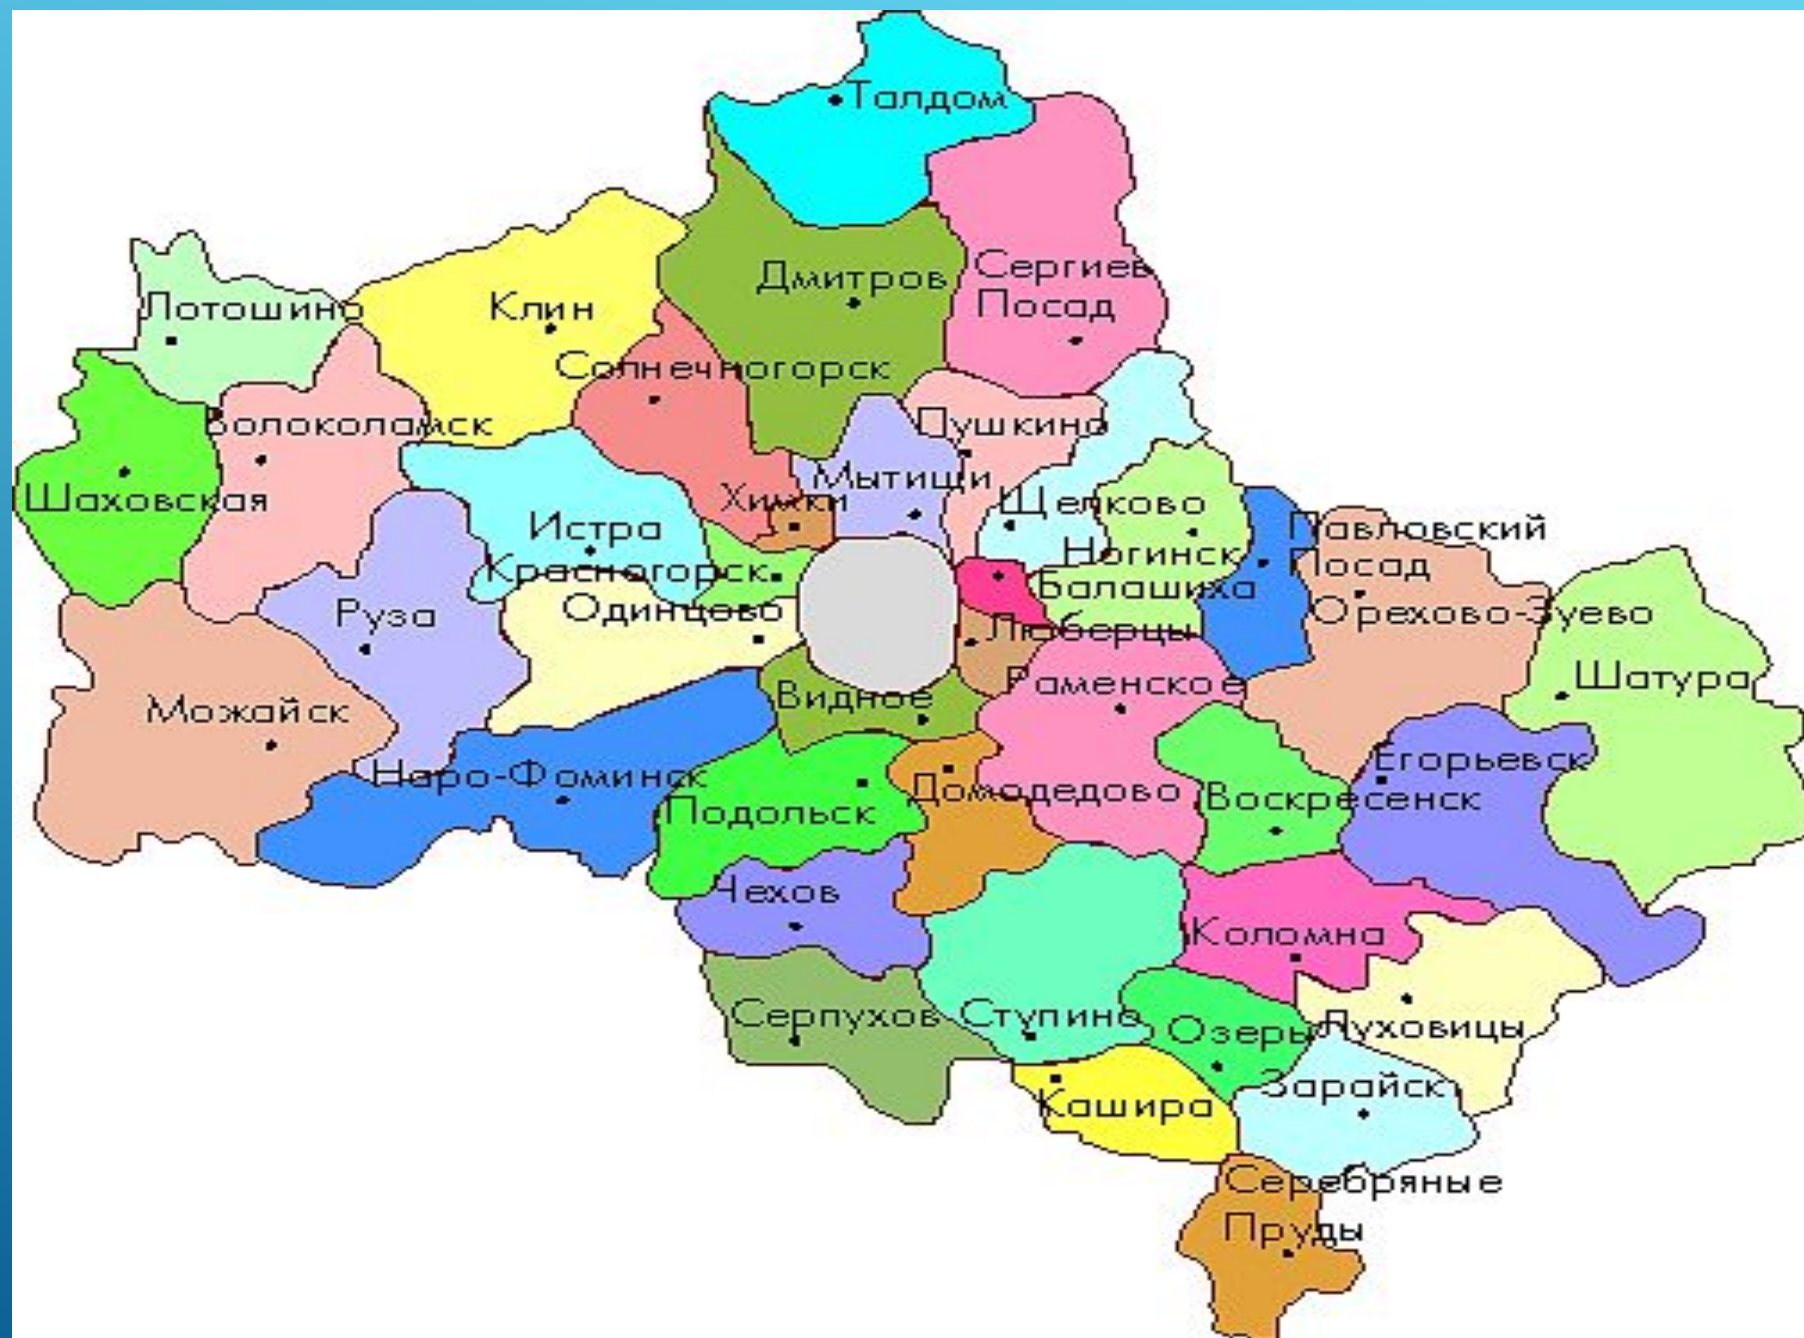 Талдом
Сергиев
Посад
Дмитров
Лотошино
Клин
Солнечногорск
Волоколамск
Пушкино
Мытищи
Шаховская
Химки
Щелково
Истра
Павловский
Посад
Ногинск
Красногорск
Балашиха
Руза
Одинцово
Люберцы
Орехово-Зуево
Раменское
Шатура
Видное
Можайск
Наро-Фоминск
Егорьевск
Домодедово
Воскресенск
Подольск
Чехов
Коломна
Серпухов
Ступино
Озеры
Луховицы
Зарайск
Кашира
Серебряные
Пруды